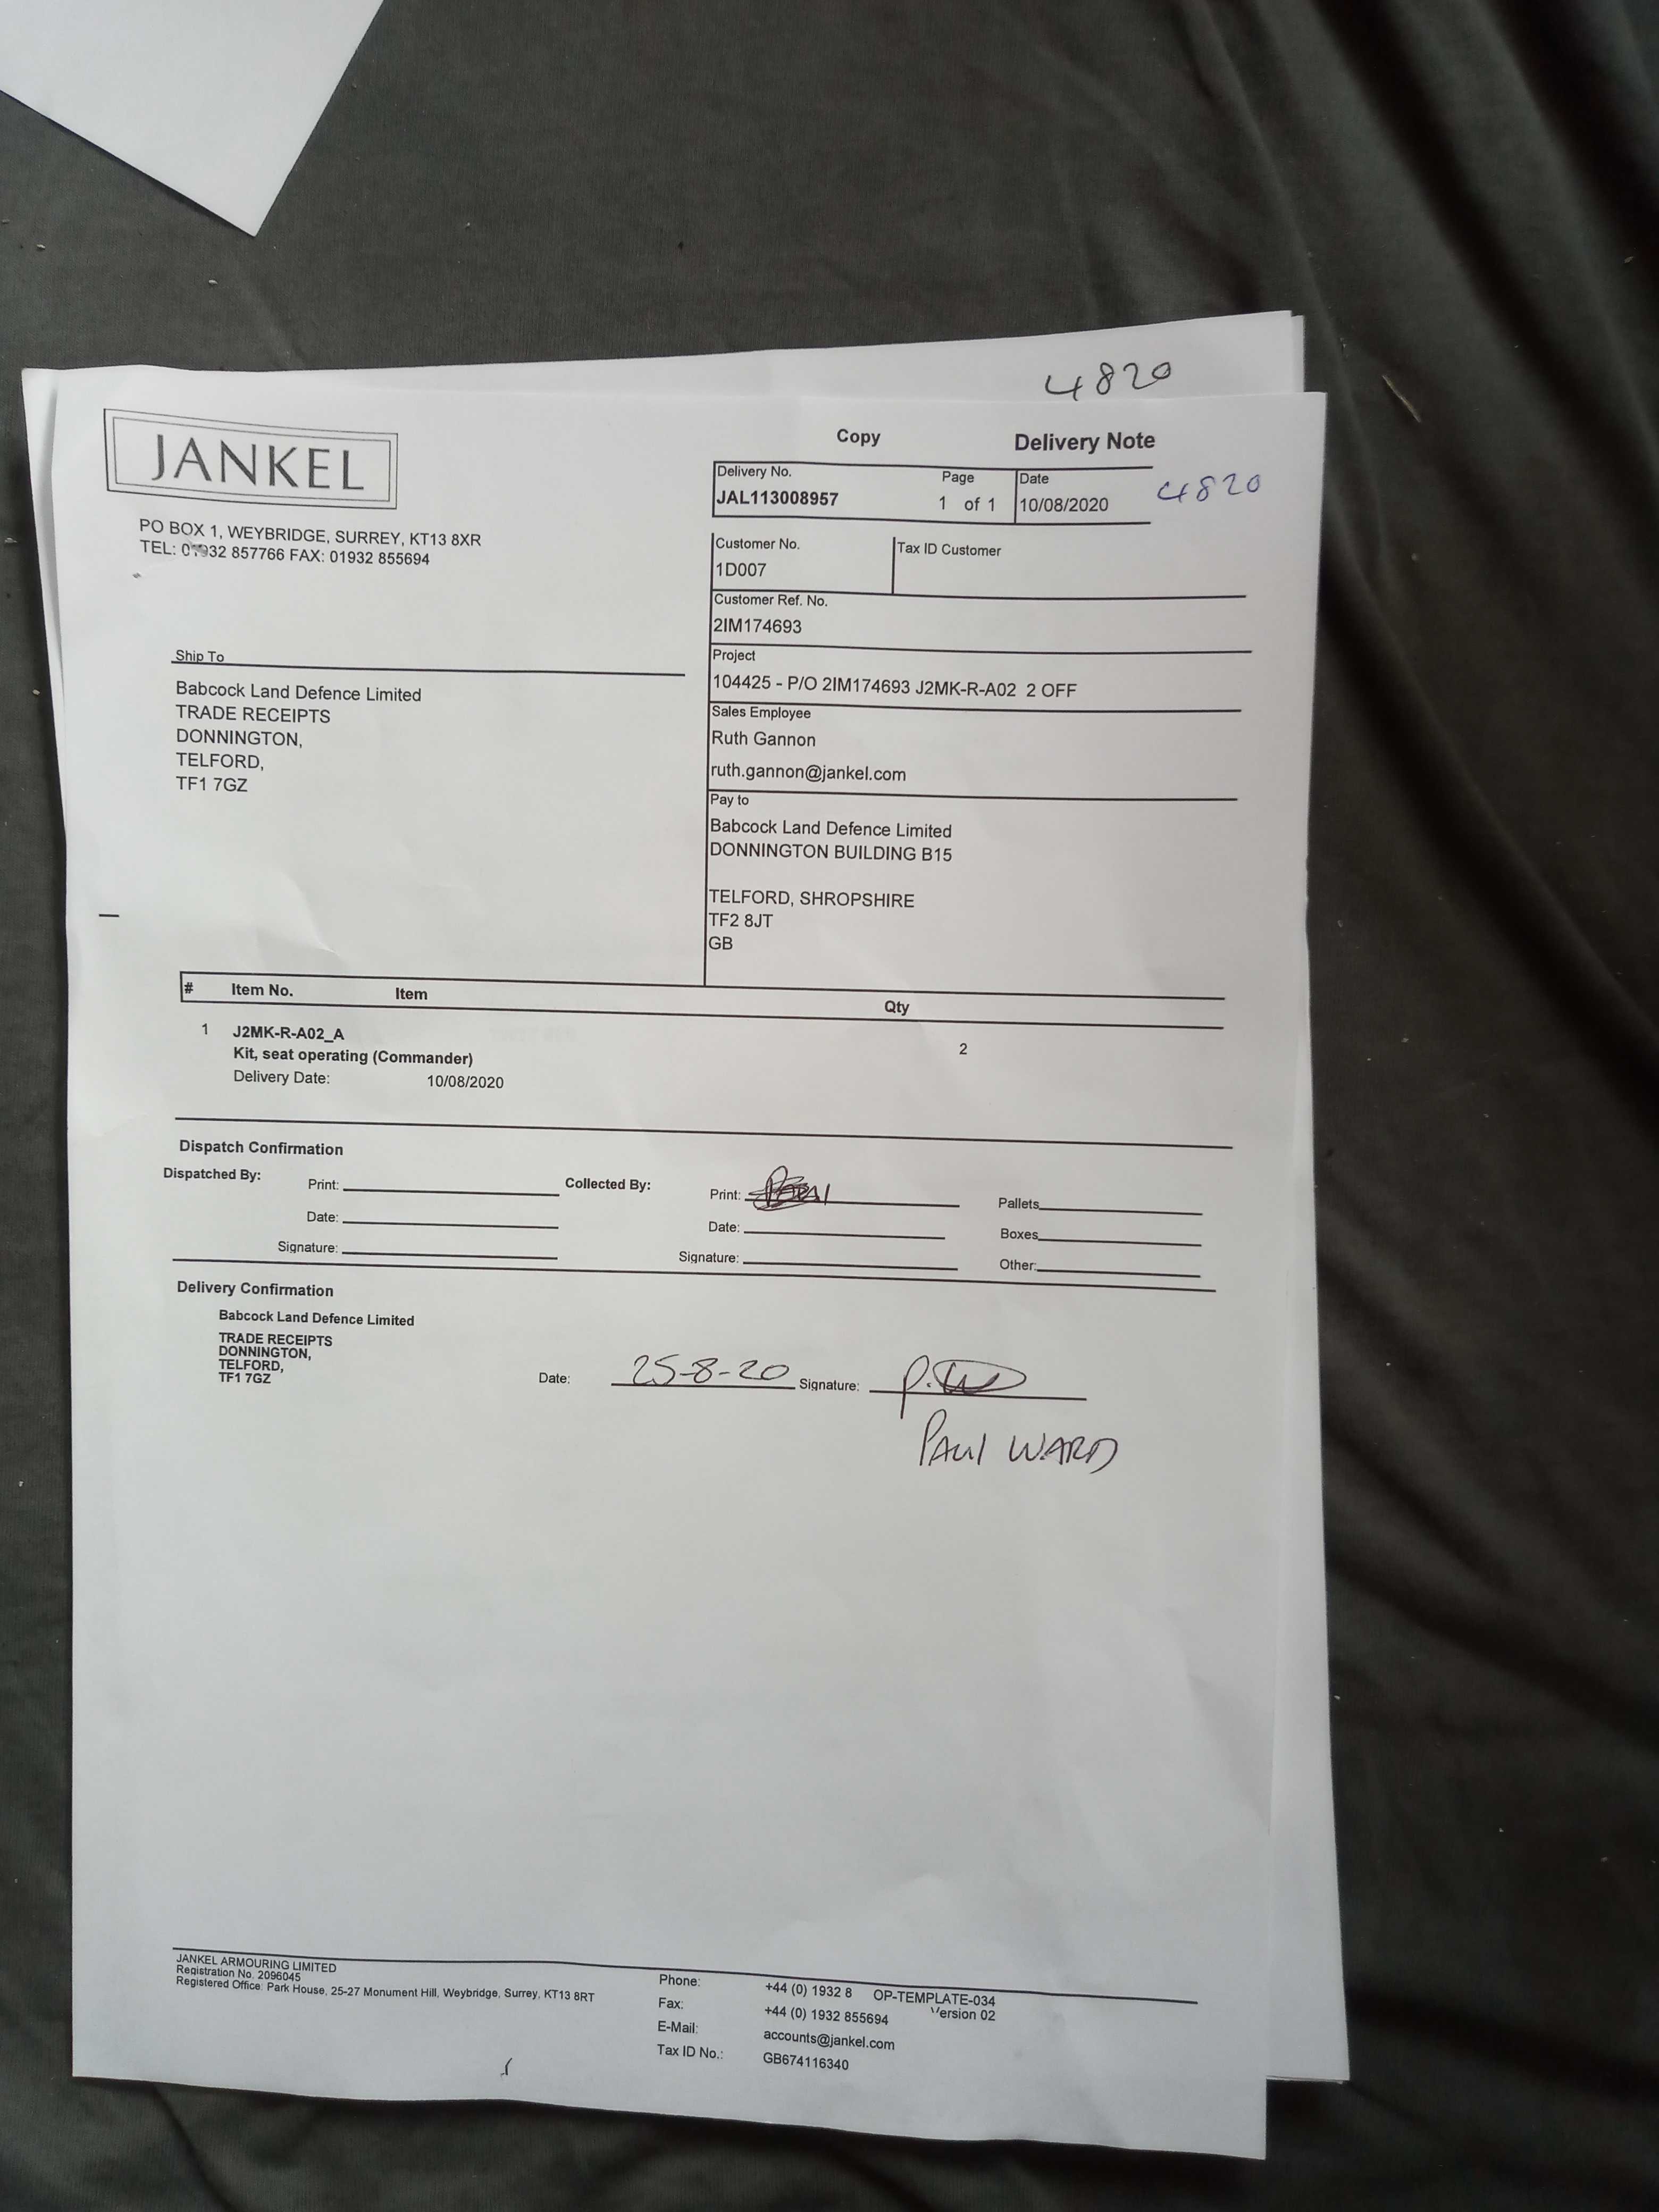 4820
JANKEL
PO BOX 1, WEYBRIDGE, SURREY, KT13 8XR
TEL: 01932 857766 FAX: 01932 855694
Copy Delivery Note
Delivery No. Page Date
JAL113008957 1 of 1 10/08/2020 4820
Customer No. Tax ID Customer
1D007
Customer Ref. No.
2IM174693
Project
104425 - P/O 2IM174693 J2MK-R-A02 2 OFF
Sales Employee
Ruth Gannon
ruth.gannon@jankel.com
Ship To
Babcock Land Defence Limited
TRADE RECEIPTS
DONNINGTON,
TELFORD,
TF1 7GZ
Pay to
Babcock Land Defence Limited
DONNINGTON BUILDING B15
TELFORD, SHROPSHIRE
TF2 8JT
GB
# Item No. Item Qty
1 J2MK-R-A02_A 2
Kit, seat operating (Commander)
Delivery Date: 10/08/2020
Dispatch Confirmation
Dispatched By: Print: Collected By: Print: Pallets
Date: Date: Boxes
Signature: Signature: Other:
Delivery Confirmation
Babcock Land Defence Limited
TRADE RECEIPTS
DONNINGTON,
TELFORD,
TF1 7GZ
Date: 25-8-20 Signature:
PAUl WARD
JANKEL ARMOURING LIMITED
Registration No. 2096045
Registered Office: Park House, 25-27 Monument Hill, Weybridge, Surrey, KT13 8RT
Phone: +44 (0) 1932 8 OP-TEMPLATE-034
Fax: +44 (0) 1932 855694 Version 02
E-Mail: accounts@jankel.com
Tax ID No.: GB674116340